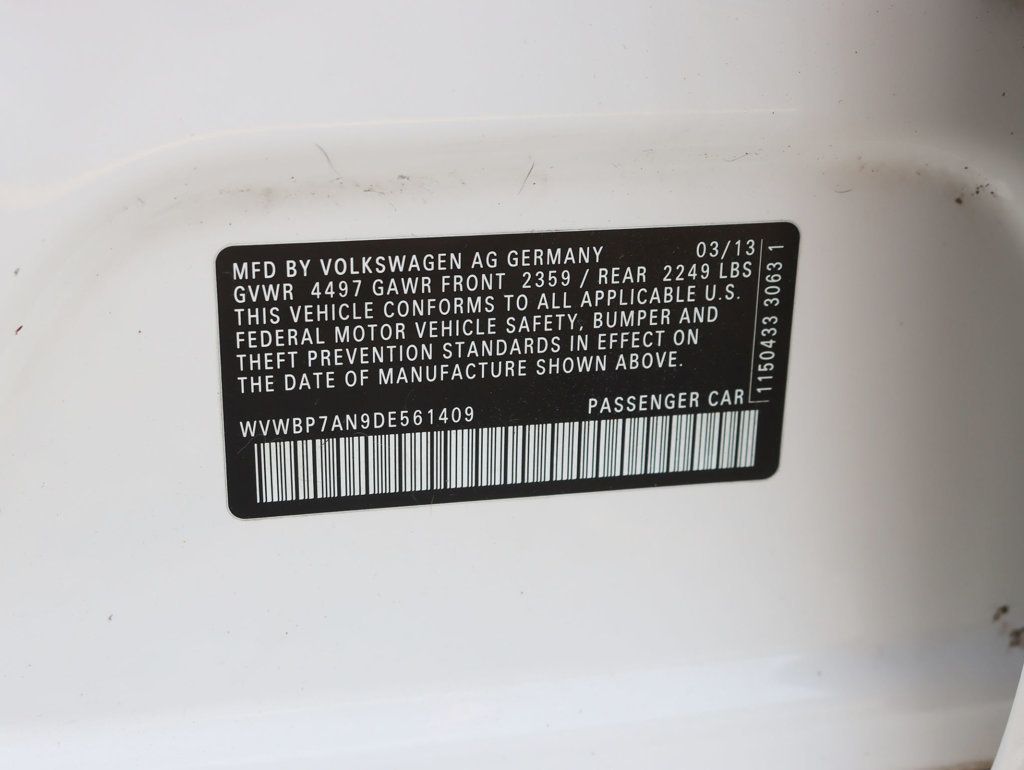 MFD BY VOLKSWAGEN AG GERMANY 03/13
GVWR 4497 GAWR FRONT 2359 / REAR 2249 LBS
THIS VEHICLE CONFORMS TO ALL APPLICABLE U.S.
FEDERAL MOTOR VEHICLE SAFETY, BUMPER AND
THEFT PREVENTION STANDARDS IN EFFECT ON
THE DATE OF MANUFACTURE SHOWN ABOVE.
WVWBP7AN9DE561409 PASSENGER CAR
1150433 30631